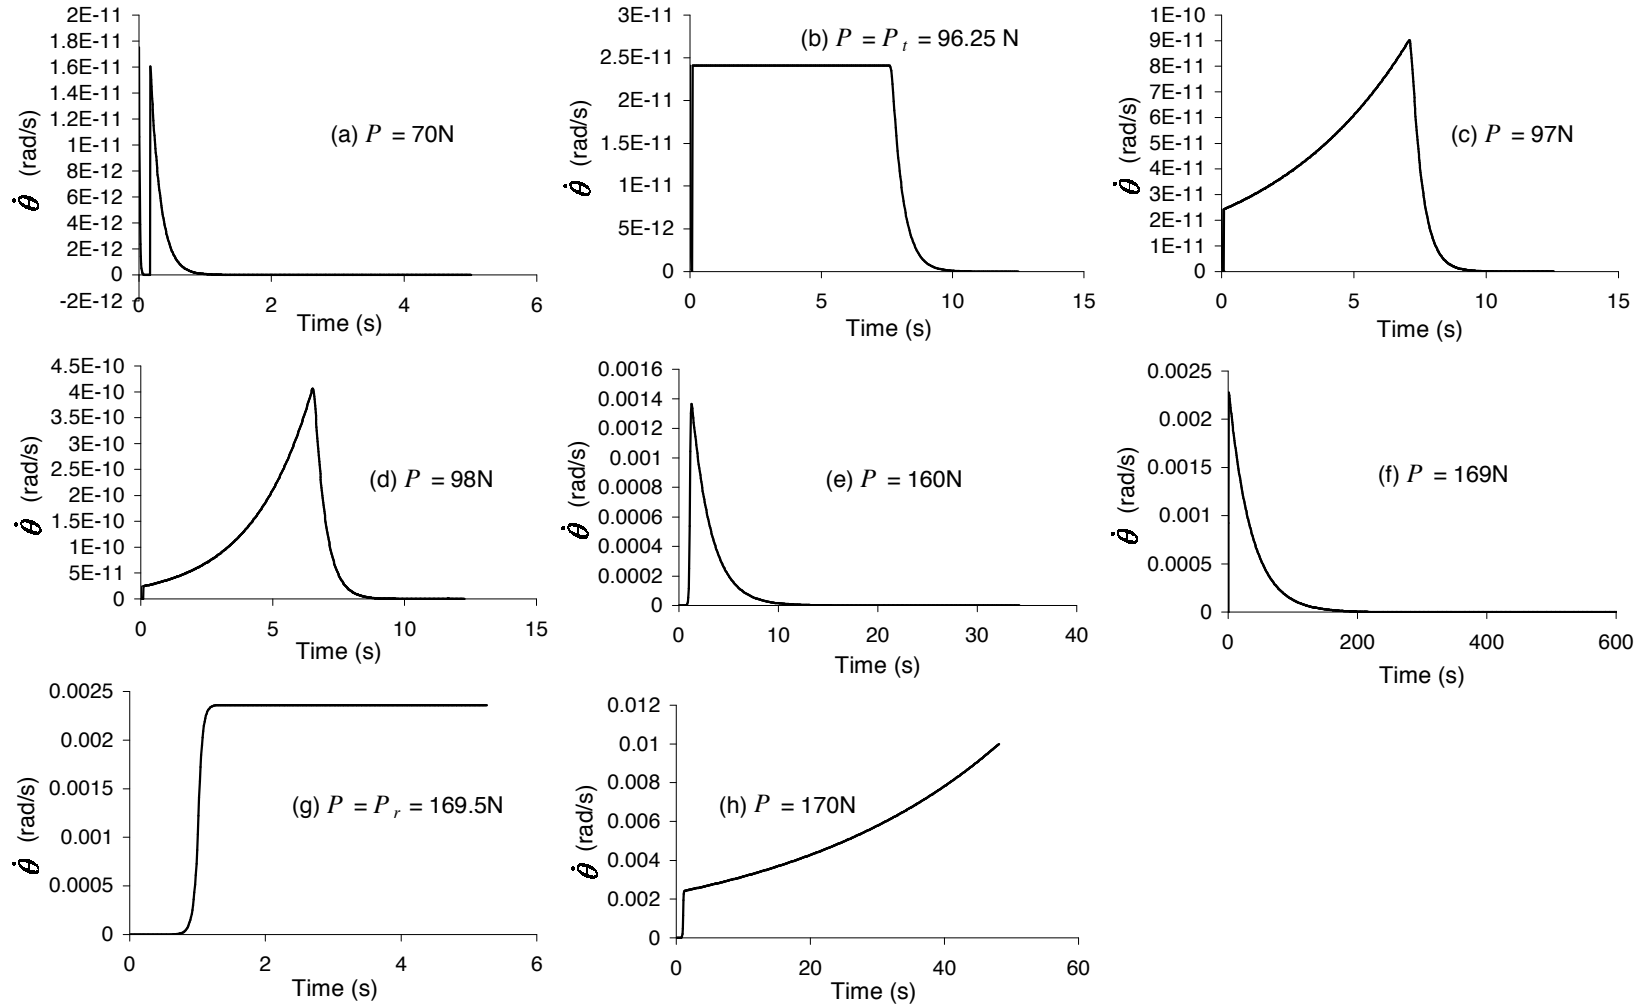 2E-11
1.8E-11
1.6E-11
1.4E-11
1.2E-11
1E-11
8E-12
6E-12
4E-12
2E-12
0
-2E-12
θ̇ (rad/s)
(a) P = 70N
0 2 4 6
Time (s)
3E-11
2.5E-11
2E-11
1.5E-11
1E-11
5E-12
0
θ̇ (rad/s)
(b) P = Pₜ = 96.25 N
0 5 10 15
Time (s)
1E-10
9E-11
8E-11
7E-11
6E-11
5E-11
4E-11
3E-11
2E-11
1E-11
0
θ̇ (rad/s)
(c) P = 97N
0 5 10 15
Time (s)
4.5E-10
4E-10
3.5E-10
3E-10
2.5E-10
2E-10
1.5E-10
1E-10
5E-11
0
θ̇ (rad/s)
(d) P = 98N
0 5 10 15
Time (s)
0.0016
0.0014
0.0012
0.001
0.0008
0.0006
0.0004
0.0002
0
θ̇ (rad/s)
(e) P = 160N
0 10 20 30 40
Time (s)
0.0025
0.002
0.0015
0.001
0.0005
0
θ̇ (rad/s)
(f) P = 169N
0 200 400 600
Time (s)
0.0025
0.002
0.0015
0.001
0.0005
0
θ̇ (rad/s)
(g) P = Pᵣ = 169.5N
0 2 4 6
Time (s)
0.012
0.01
0.008
0.006
0.004
0.002
0
θ̇ (rad/s)
(h) P = 170N
0 20 40 60
Time (s)